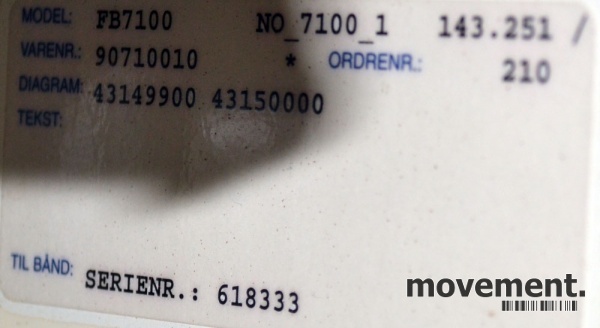 MODEL: FB7100 NO_7100_1 143.251 /
VARENR.: 90710010 * ORDRENR.: 210
DIAGRAM: 43149900 43150000
TEKST:
TIL BÅND: SERIENR.: 618333
movement.